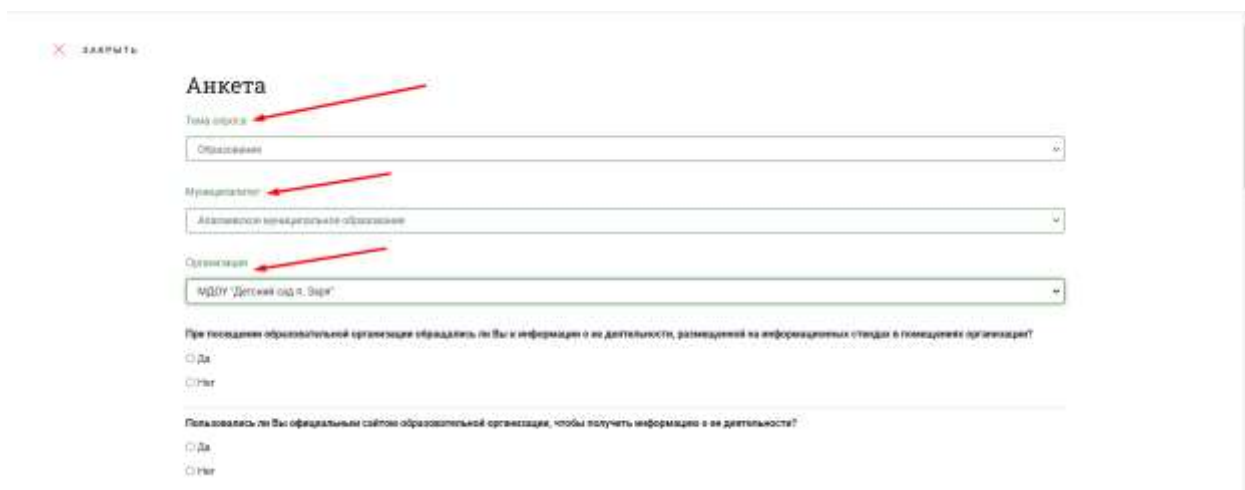 ЗАКРЫТЬ
Анкета
Тема опроса
Образование
Муниципалитет
Алапаевское муниципальное образование
Организация
МДОУ "Детский сад п. Заря"
При посещении образовательной организации обращались ли Вы к информации о ее деятельности, размещенной на информационных стендах в помещениях организации?
Да
Нет
Пользовались ли Вы официальным сайтом образовательной организации, чтобы получить информацию о ее деятельности?
Да
Нет